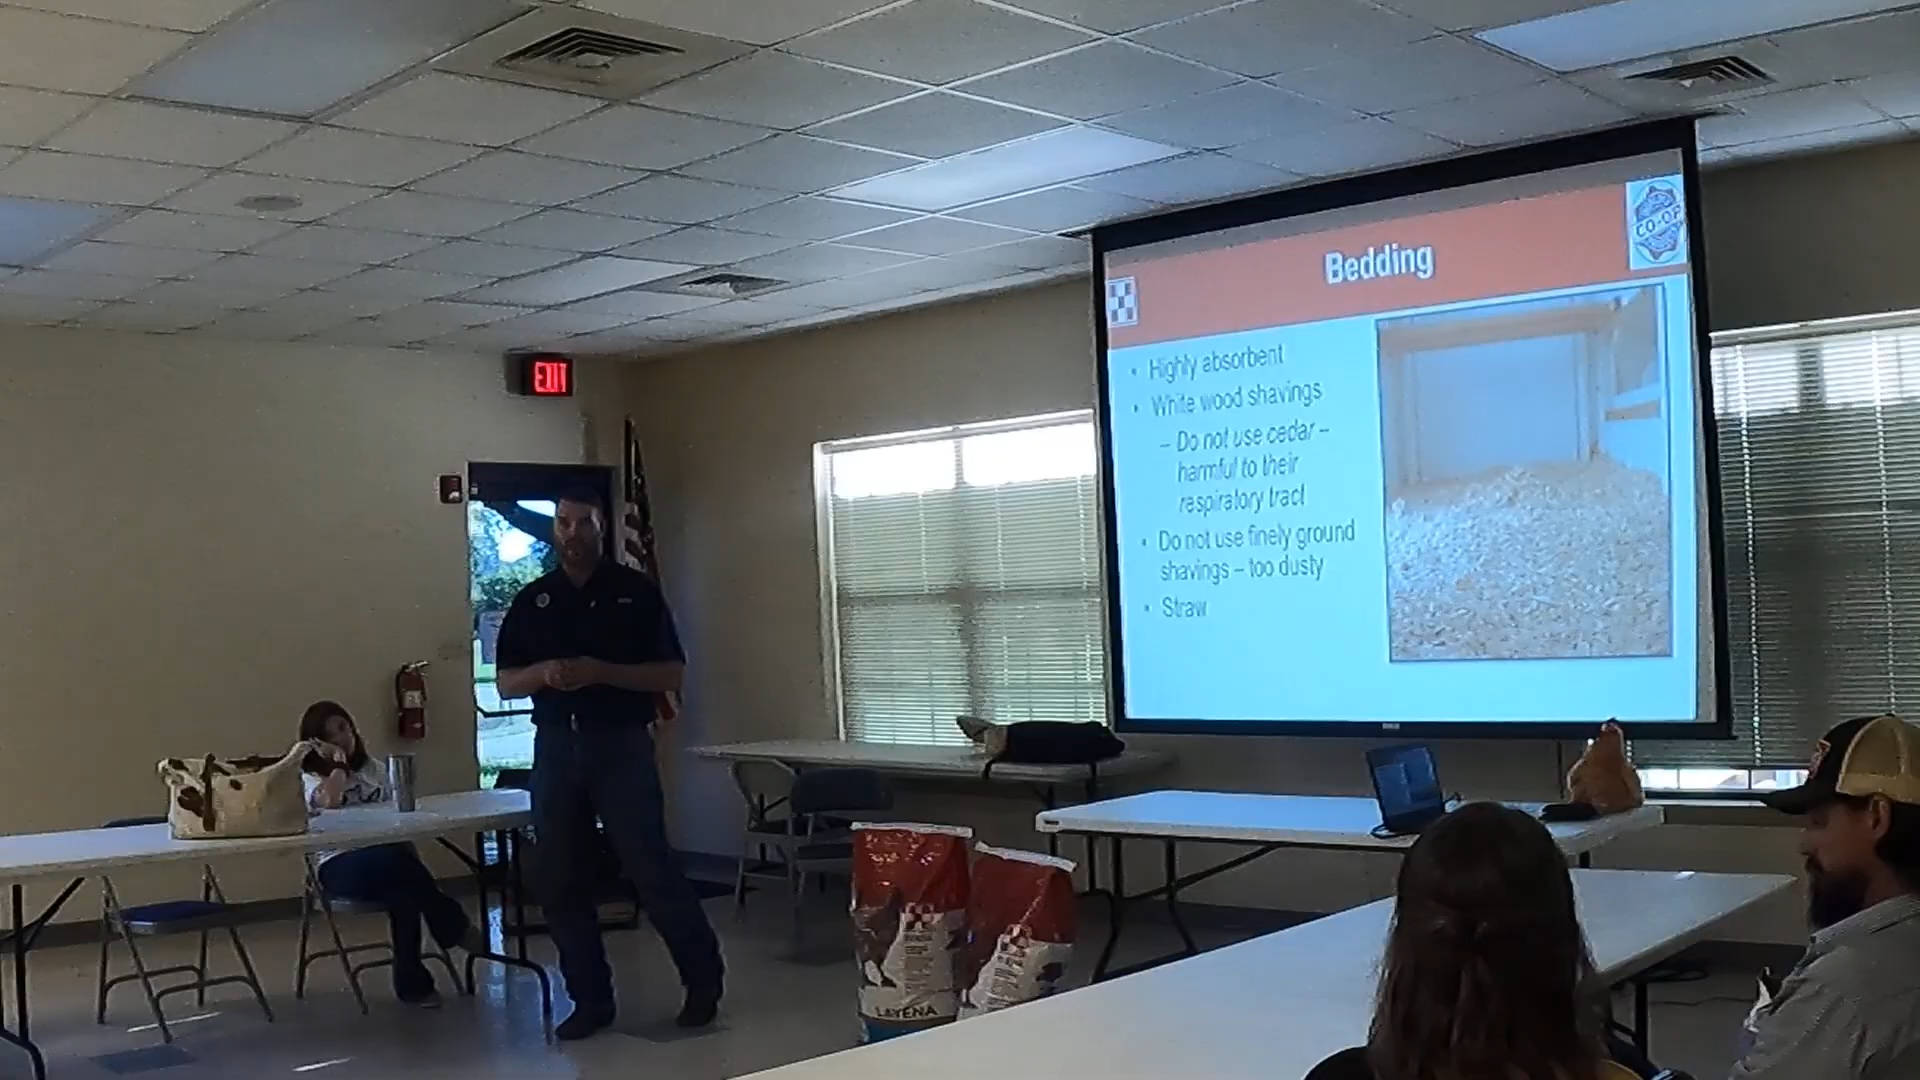 EXIT
CO-OP
Bedding
• Highly absorbent
• White wood shavings
– Do not use cedar –
harmful to their
respiratory tract
• Do not use finely ground
shavings – too dusty
• Straw
LAYENA